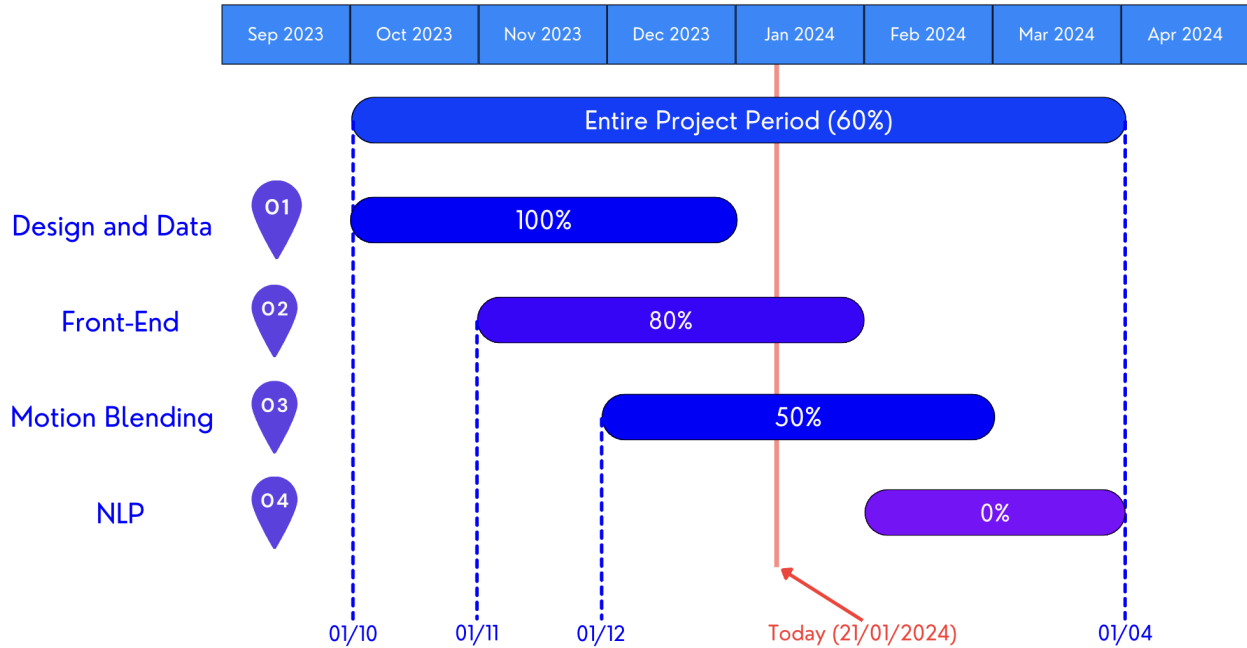 Sep 2023 Oct 2023 Nov 2023 Dec 2023 Jan 2024 Feb 2024 Mar 2024 Apr 2024
Entire Project Period (60%)
Design and Data 01 100%
Front-End 02 80%
Motion Blending 03 50%
NLP 04 0%
01/10 01/11 01/12 Today (21/01/2024) 01/04